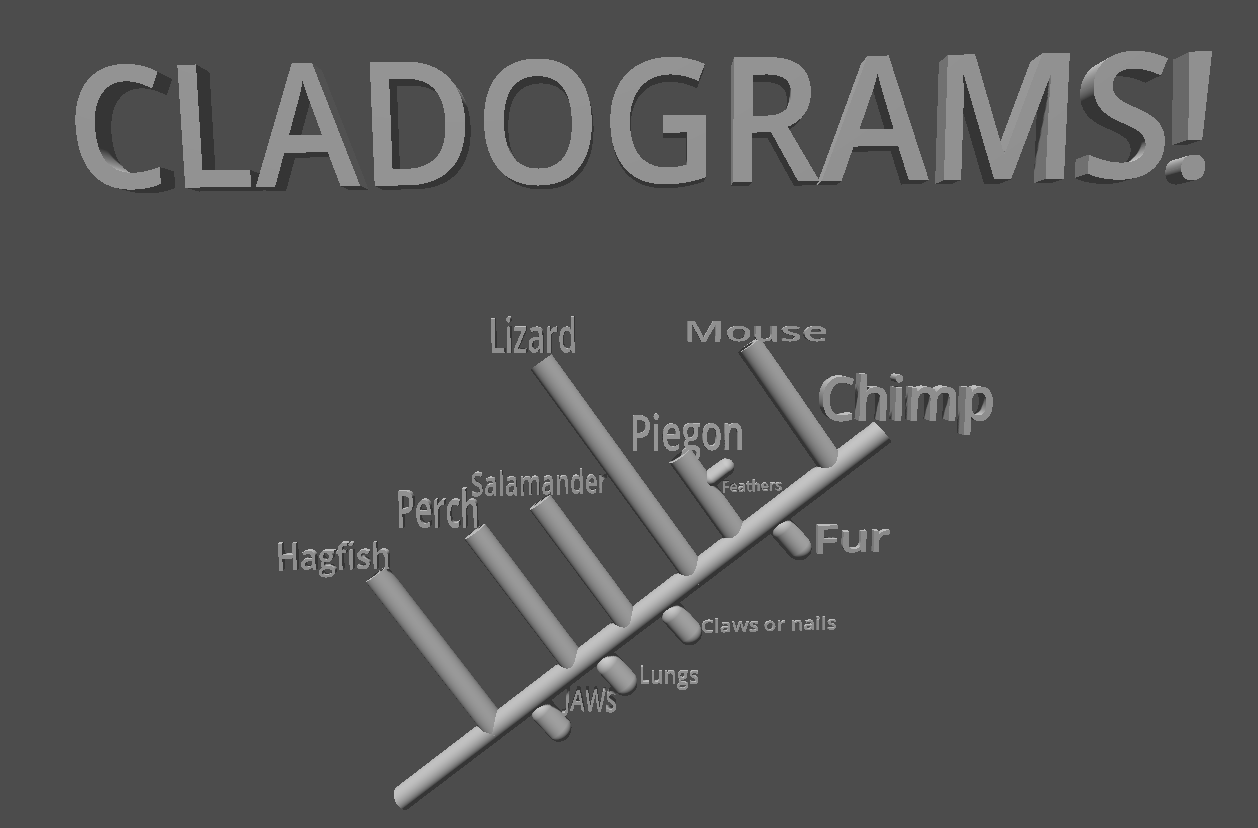 CLADOGRAMS!
Lizard
Mouse
Chimp
Piegon
Salamander
Feathers
Perch
Fur
Hagfish
Claws or nails
Lungs
JAWS